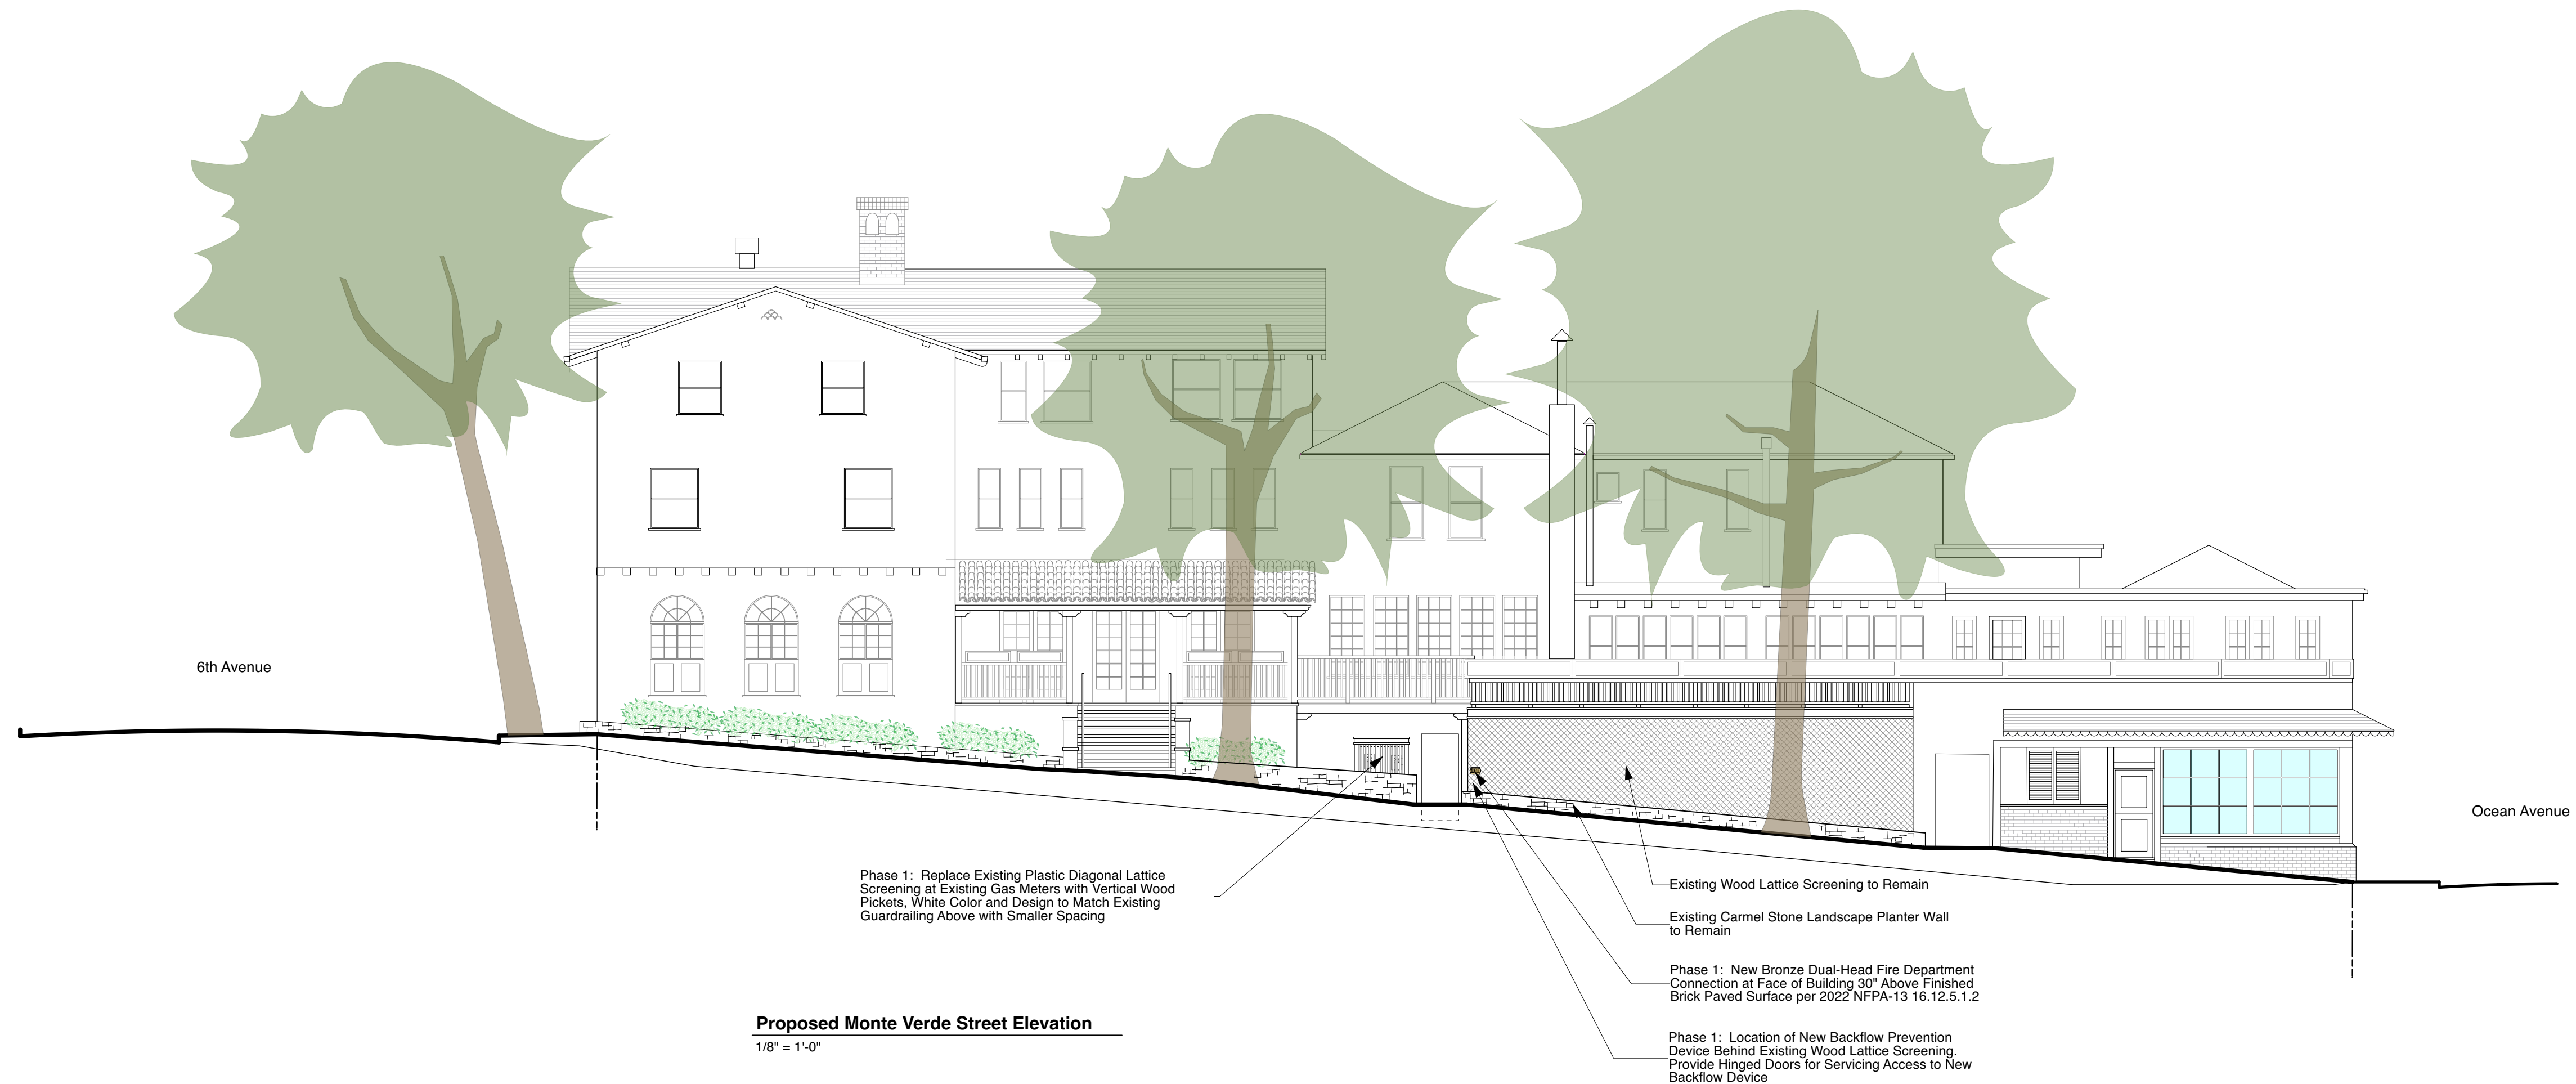 6th Avenue
Ocean Avenue
Phase 1:  Replace Existing Plastic Diagonal Lattice
Screening at Existing Gas Meters with Vertical Wood
Pickets, White Color and Design to Match Existing
Guardrailing Above with Smaller Spacing
Existing Wood Lattice Screening to Remain
Existing Carmel Stone Landscape Planter Wall
to Remain
Phase 1:  New Bronze Dual-Head Fire Department
Connection at Face of Building 30" Above Finished
Brick Paved Surface per 2022 NFPA-13 16.12.5.1.2
Phase 1:  Location of New Backflow Prevention
Device Behind Existing Wood Lattice Screening.
Provide Hinged Doors for Servicing Access to New
Backflow Device
Proposed Monte Verde Street Elevation
1/8" = 1'-0"